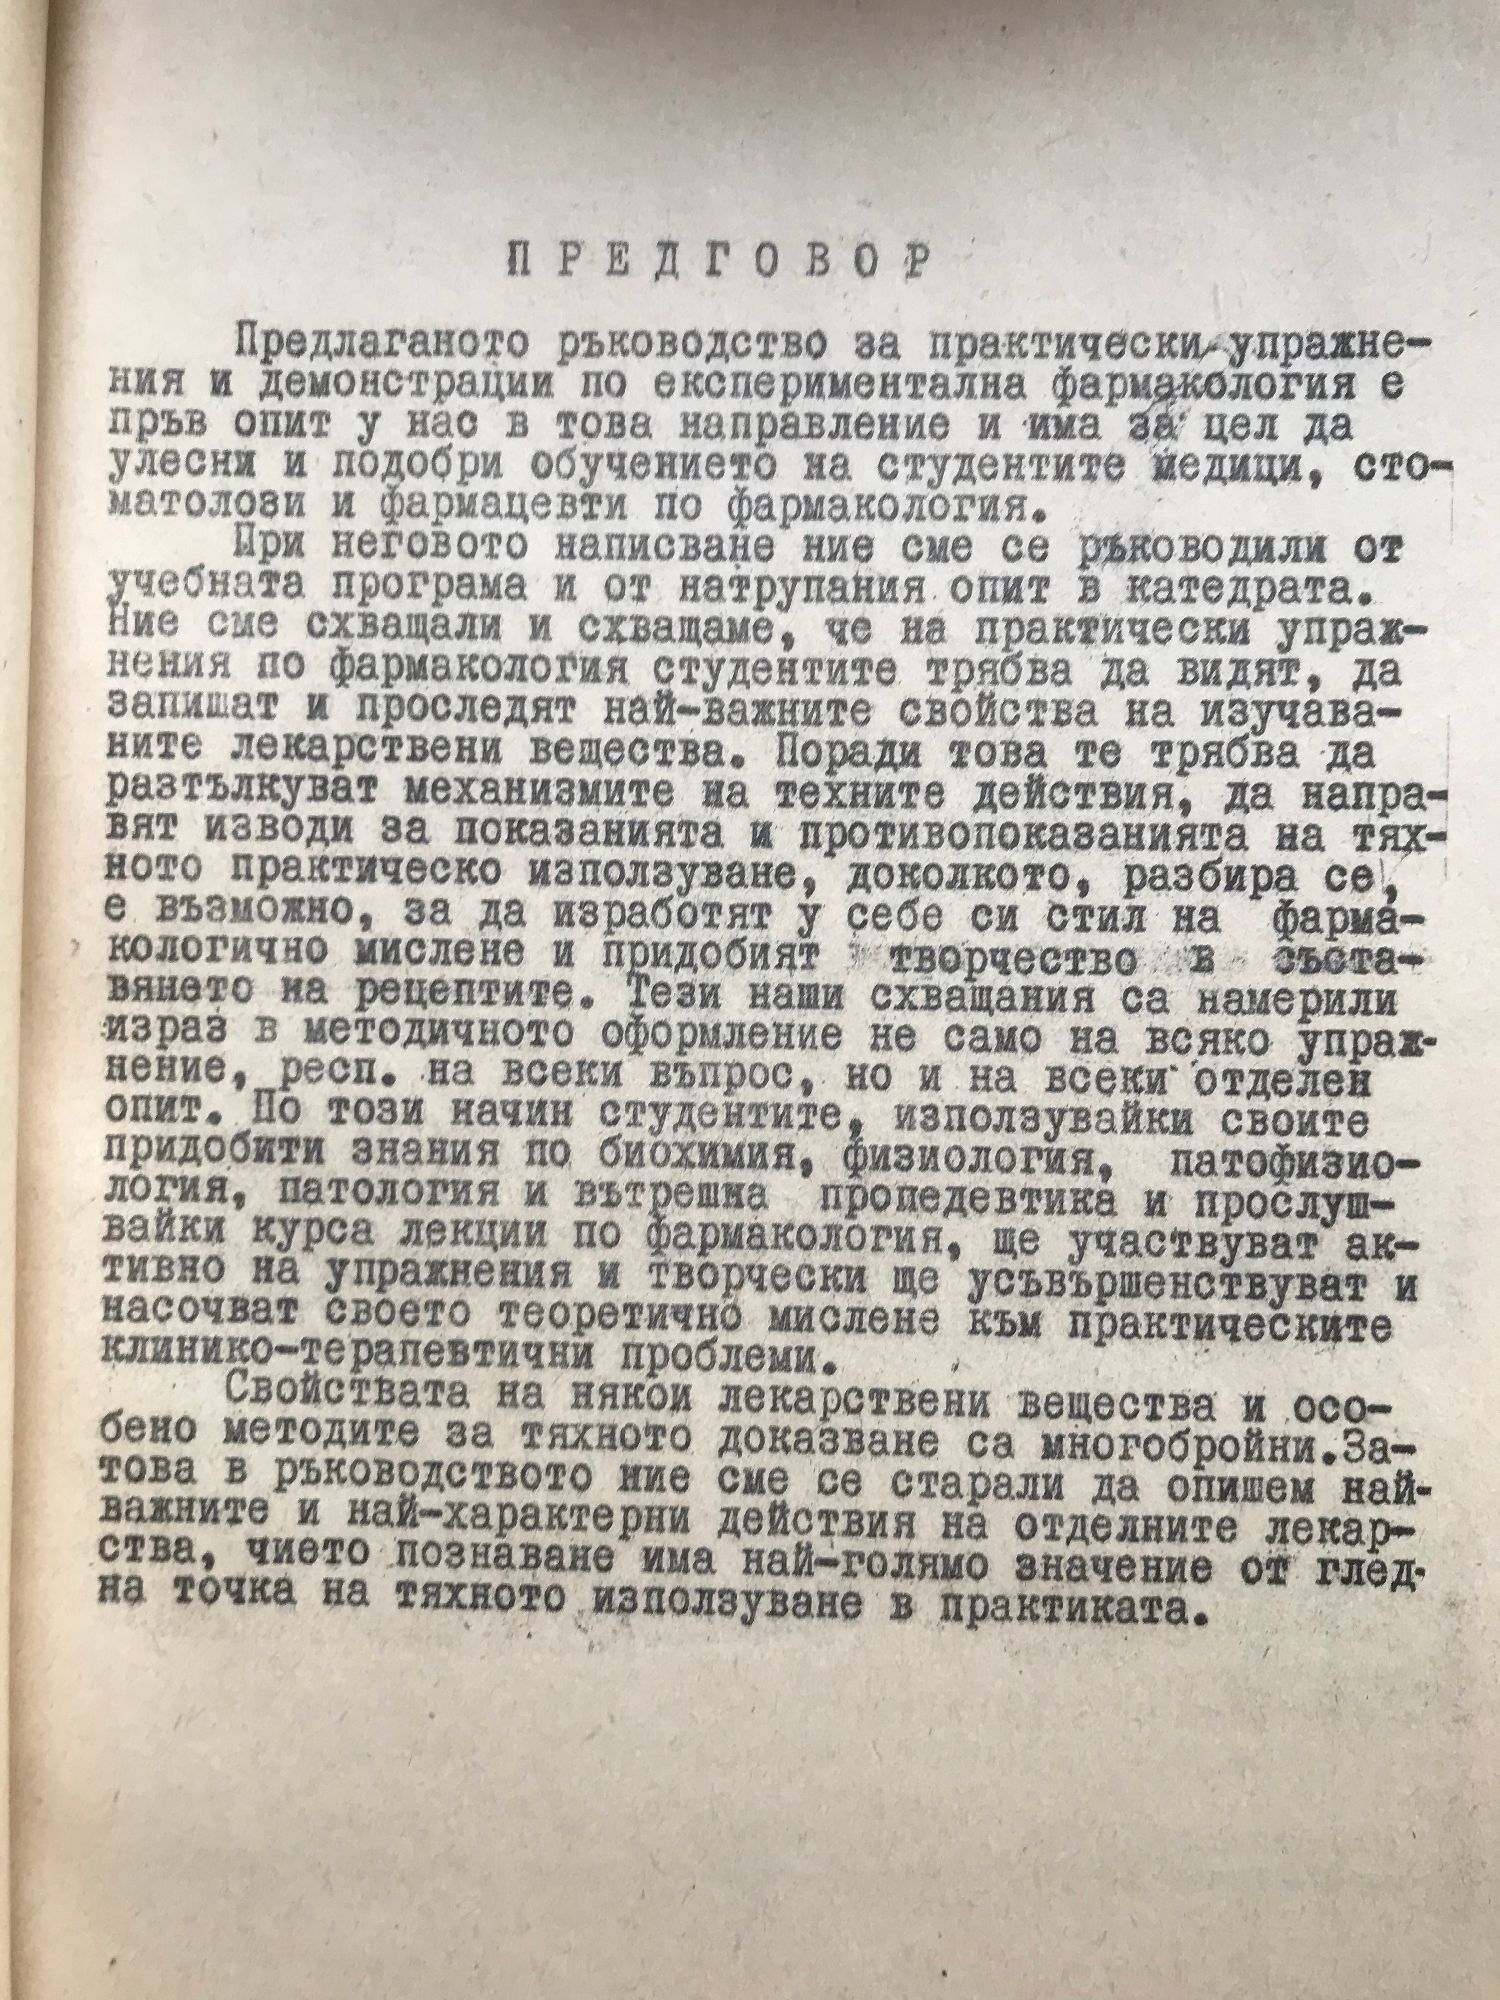 ПРЕДГОВОР
Предлаганото ръководство за практически упражне-
ния и демонстрации по експериментална фармакология е
пръв опит у нас в това направление и има за цел да
улесни и подобри обучението на студентите медици, сто-
матолози и фармацевти по фармакология.
При неговото написване ние сме се ръководили от
учебната програма и от натрупания опит в катедрата.
Ние сме схващали и схващаме, че на практически упраж-
нения по фармакология студентите трябва да видят, да
запишат и проследят най-важните свойства на изучава-
ните лекарствени вещества. Поради това те трябва да
разтълкуват механизмите на техните действия, да напра-
вят изводи за показанията и противопоказанията на тях-
ното практическо използуване, доколкото, разбира се,
е възможно, за да изработят у себе си стил на фарма-
кологично мислене и придобият творчество в съста-
вянето на рецептите. Тези наши схващания са намерили
израз в методичното оформление не само на всяко упраж-
нение, респ. на всеки въпрос, но и на всеки отделен
опит. По този начин студентите, използувайки своите
придобити знания по биохимия, физиология, патофизио-
логия, патология и вътрешна пропедевтика и прослуш-
вайки курса лекции по фармакология, ще участвуват ак-
тивно на упражнения и творчески ще усъвършенствуват и
насочват своето теоретично мислене към практическите
клинико-терапевтични проблеми.
Свойствата на някои лекарствени вещества и осо-
бено методите за тяхното доказване са многобройни.За-
това в ръководството ние сме се старали да опишем най-
важните и най-характерни действия на отделните лекар-
ства, чието познаване има най-голямо значение от глед-
на точка на тяхното използуване в практиката.